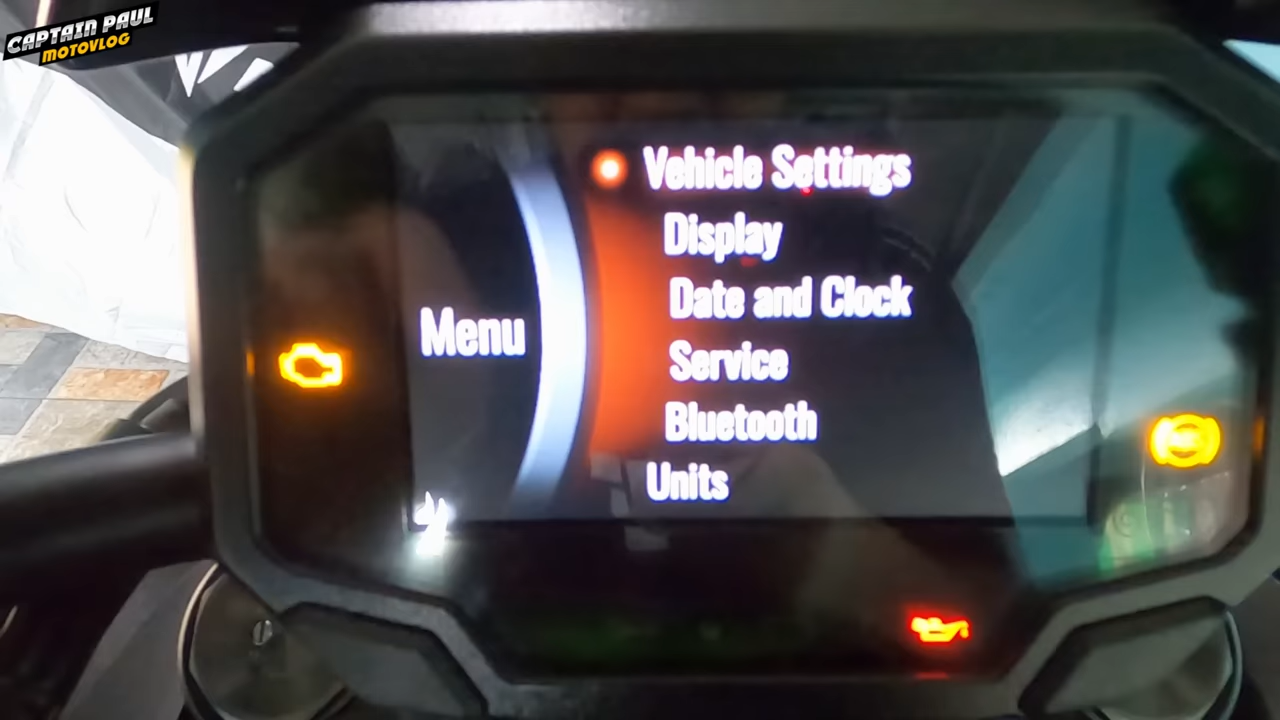 CAPTAIN PAUL
MOTOVLOG
Vehicle Settings
Display
Date and Clock
Menu
Service
Bluetooth
Units